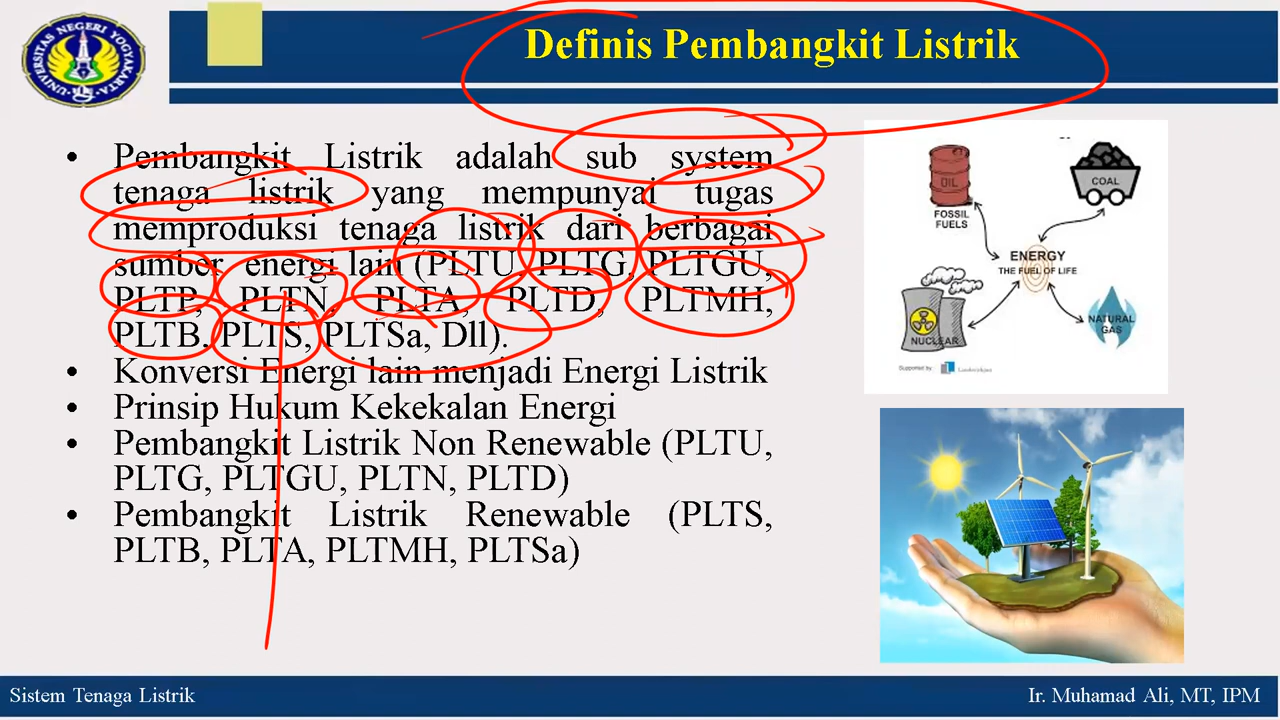 UNIVERSITAS NEGERI YOGYAKARTA
Definis Pembangkit Listrik
• Pembangkit Listrik adalah sub system
tenaga listrik yang mempunyai tugas
memproduksi tenaga listrik dari berbagai
sumber energi lain (PLTU, PLTG, PLTGU,
PLTP, PLTN, PLTA, PLTD, PLTMH,
PLTB, PLTS, PLTSa, Dll).
• Konversi Energi lain menjadi Energi Listrik
• Prinsip Hukum Kekekalan Energi
• Pembangkit Listrik Non Renewable (PLTU,
PLTG, PLTGU, PLTN, PLTD)
• Pembangkit Listrik Renewable (PLTS,
PLTB, PLTA, PLTMH, PLTSa)
OIL
FOSSIL
FUELS
COAL
ENERGY
THE FUEL OF LIFE
NUCLEAR
NATURAL
GAS
Supported by:
Sistem Tenaga Listrik
Ir. Muhamad Ali, MT, IPM